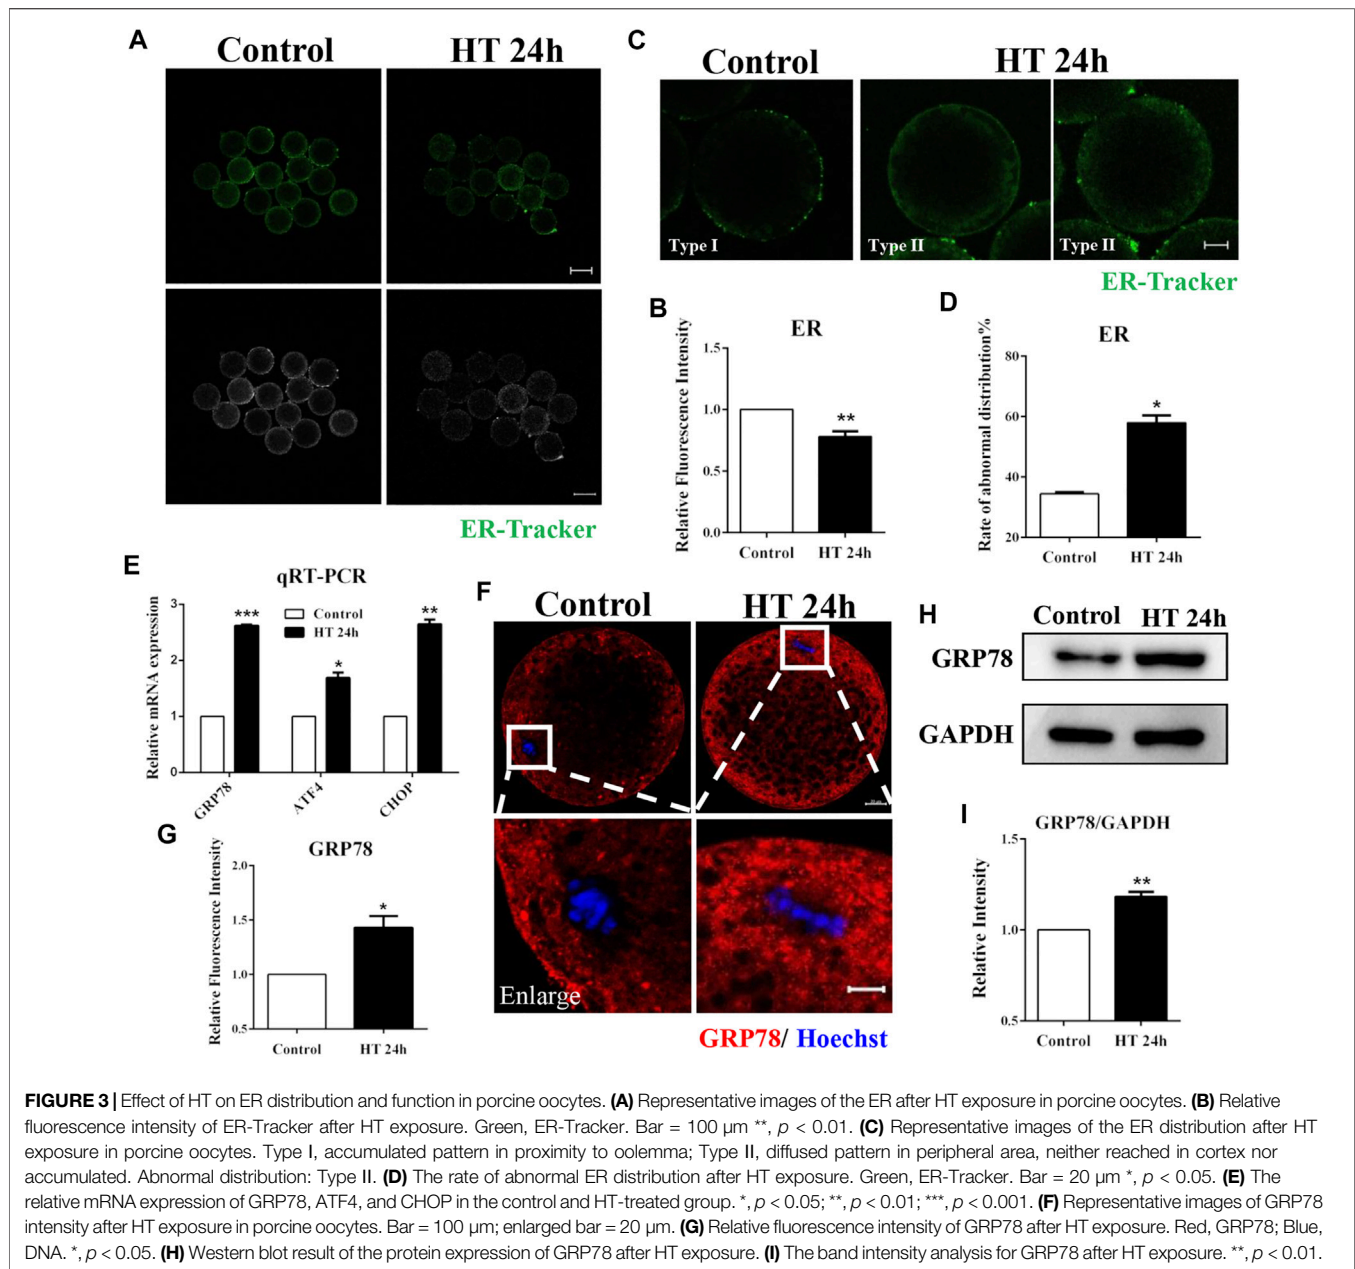 A
Control
HT 24h
ER-Tracker
C
Control
HT 24h
Type I
Type II
Type II
ER-Tracker
B
ER
Relative Fluorescence Intensity
1.5
1.0
0.5
0.0
**
Control
HT 24h
D
ER
Rate of abnormal distribution%
80
60
40
20
*
Control
HT 24h
E
qRT-PCR
Relative mRNA expression
3
2
1
0
Control
HT 24h
***
*
**
GRP78
ATF4
CHOP
F
Control
HT 24h
Enlarge
GRP78/ Hoechst
G
GRP78
Relative Fluorescence Intensity
2.0
1.5
1.0
0.5
*
Control
HT 24h
H
Control
HT 24h
GRP78
GAPDH
I
GRP78/GAPDH
Relative Intensity
1.5
1.0
0.5
**
Control
HT 24h
FIGURE 3 | Effect of HT on ER distribution and function in porcine oocytes. (A) Representative images of the ER after HT exposure in porcine oocytes. (B) Relative
fluorescence intensity of ER-Tracker after HT exposure. Green, ER-Tracker. Bar = 100 µm **, p < 0.01. (C) Representative images of the ER distribution after HT
exposure in porcine oocytes. Type I, accumulated pattern in proximity to oolemma; Type II, diffused pattern in peripheral area, neither reached in cortex nor
accumulated. Abnormal distribution: Type II. (D) The rate of abnormal ER distribution after HT exposure. Green, ER-Tracker. Bar = 20 µm *, p < 0.05. (E) The
relative mRNA expression of GRP78, ATF4, and CHOP in the control and HT-treated group. *, p < 0.05; **, p < 0.01; ***, p < 0.001. (F) Representative images of GRP78
intensity after HT exposure in porcine oocytes. Bar = 100 µm; enlarged bar = 20 µm. (G) Relative fluorescence intensity of GRP78 after HT exposure. Red, GRP78; Blue,
DNA. *, p < 0.05. (H) Western blot result of the protein expression of GRP78 after HT exposure. (I) The band intensity analysis for GRP78 after HT exposure. **, p < 0.01.